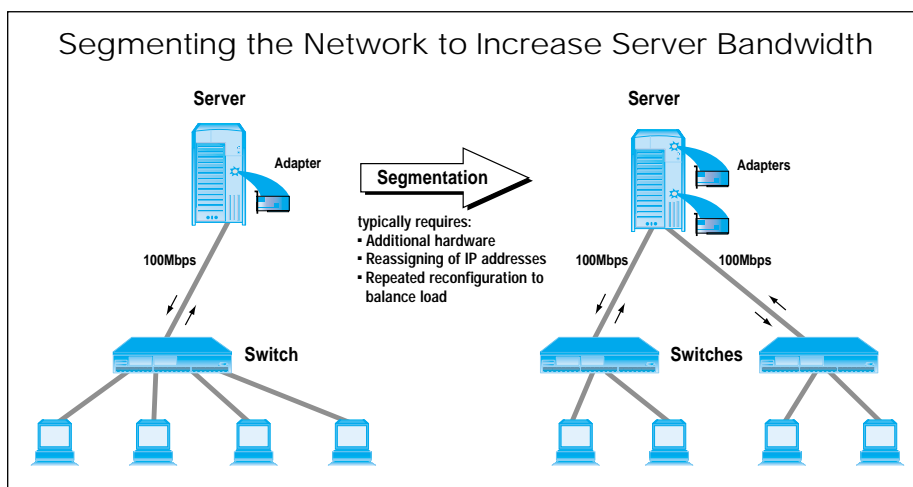 Segmenting the Network to Increase Server Bandwidth
Server
Adapter
100Mbps
Switch
Segmentation
typically requires:
▪ Additional hardware
▪ Reassigning of IP addresses
▪ Repeated reconfiguration to
balance load
Server
Adapters
100Mbps
100Mbps
Switches